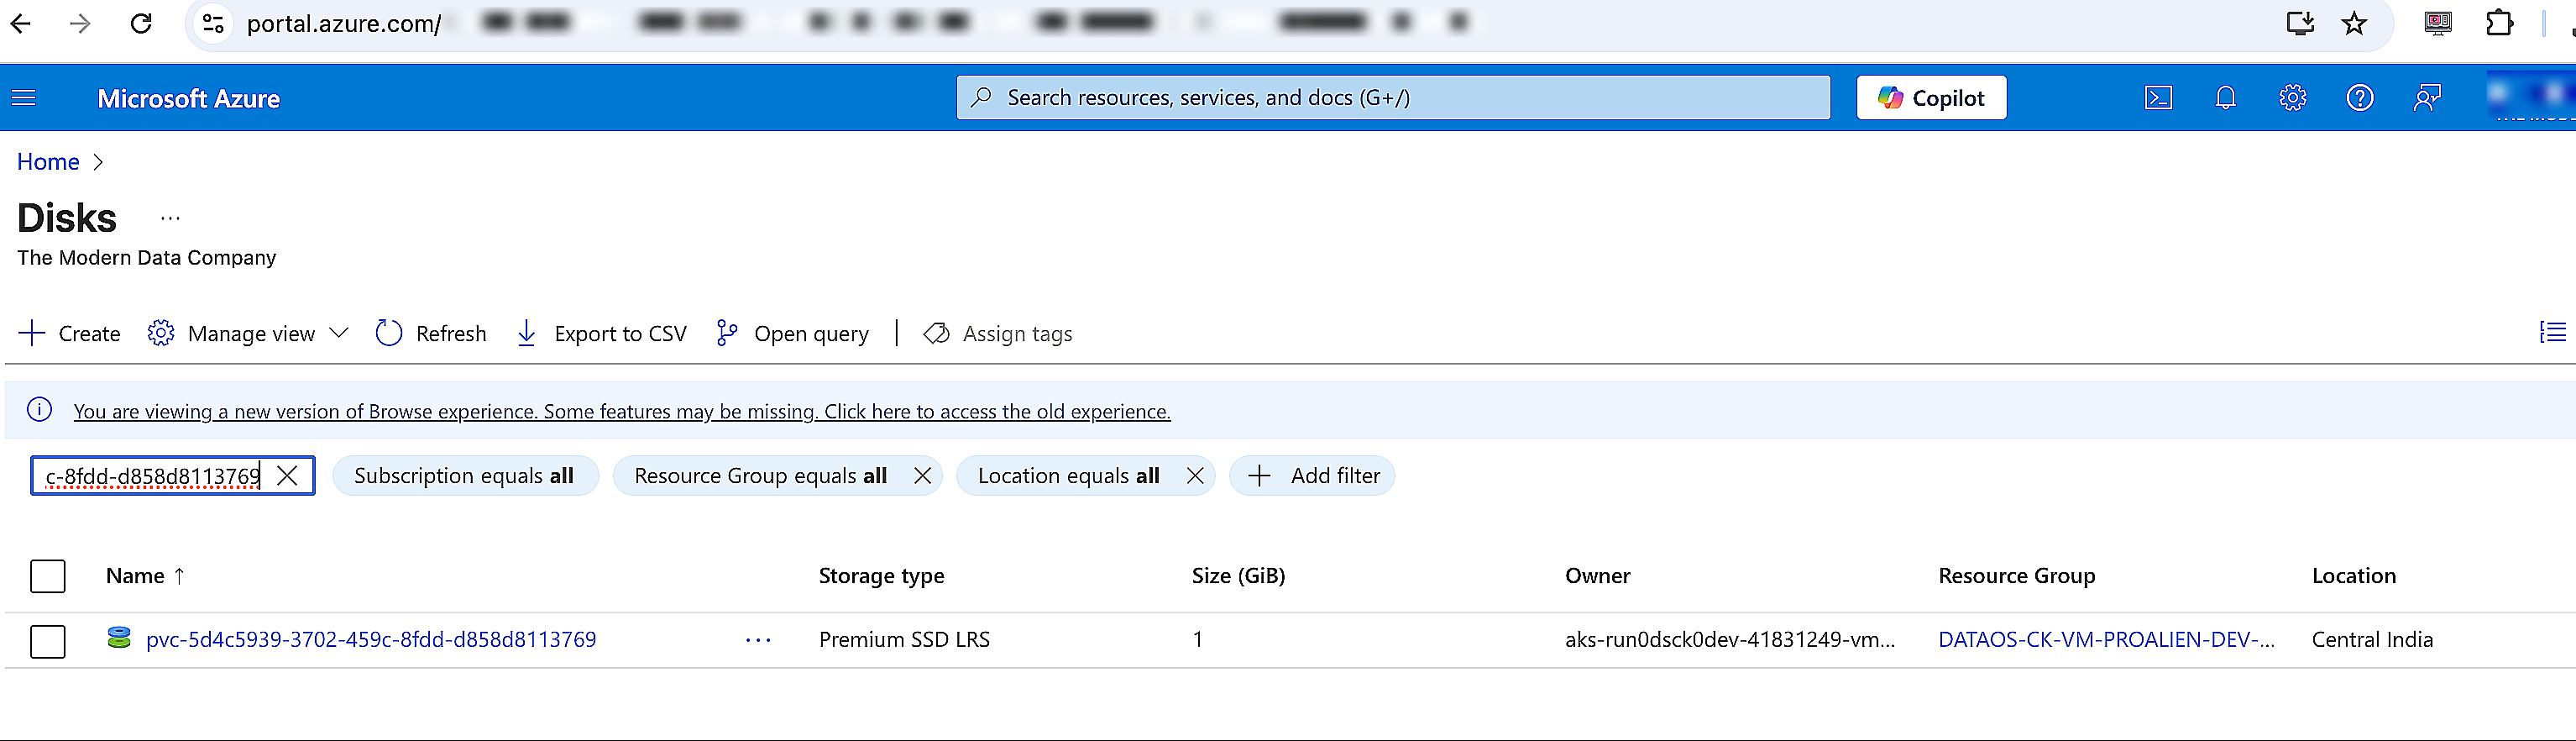 portal.azure.com/
Microsoft Azure
Search resources, services, and docs (G+/)
Copilot
Home
Disks ...
The Modern Data Company
Create Manage view Refresh Export to CSV Open query | Assign tags
You are viewing a new version of Browse experience. Some features may be missing. Click here to access the old experience.
c-8fdd-d858d8113769 Subscription equals all Resource Group equals all Location equals all Add filter
Name ↑ Storage type Size (GiB) Owner Resource Group Location
pvc-5d4c5939-3702-459c-8fdd-d858d8113769 ... Premium SSD LRS 1 aks-run0dsck0dev-41831249-vm... DATAOS-CK-VM-PROALIEN-DEV-... Central India